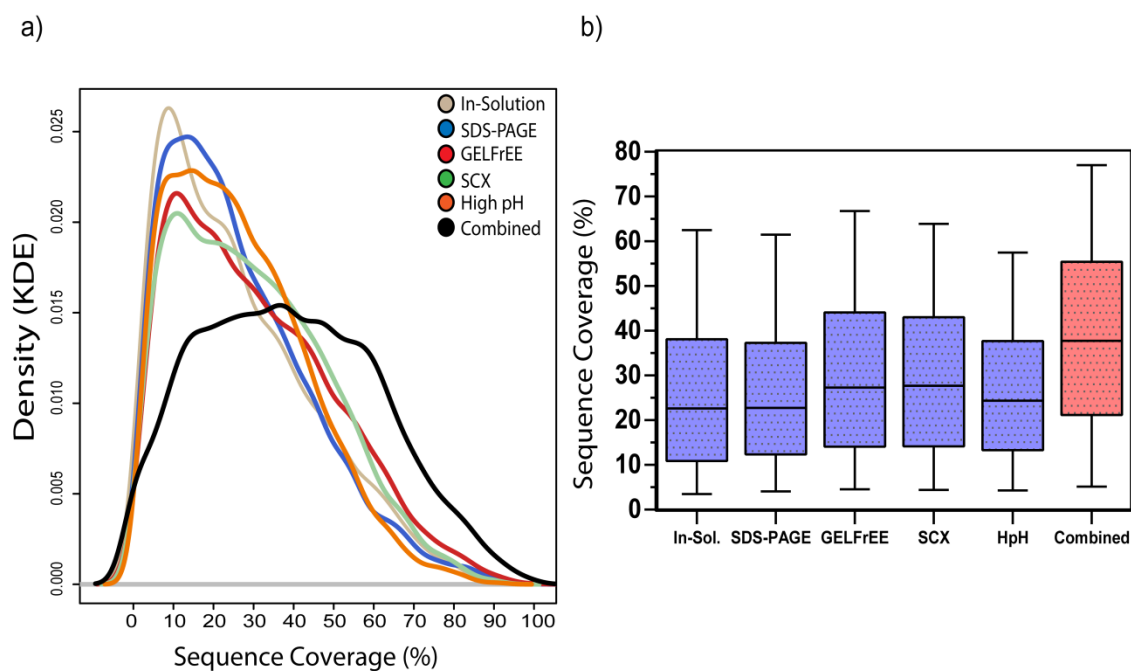 a)
In-Solution
SDS-PAGE
GELFrEE
SCX
High pH
Combined
Density (KDE)
0.025
0.020
0.015
0.010
0.005
0.000
0 10 20 30 40 50 60 70 80 90 100
Sequence Coverage (%)
b)
Sequence Coverage (%)
80
70
60
50
40
30
20
10
0
In-Sol. SDS-PAGE GELFrEE SCX HpH Combined